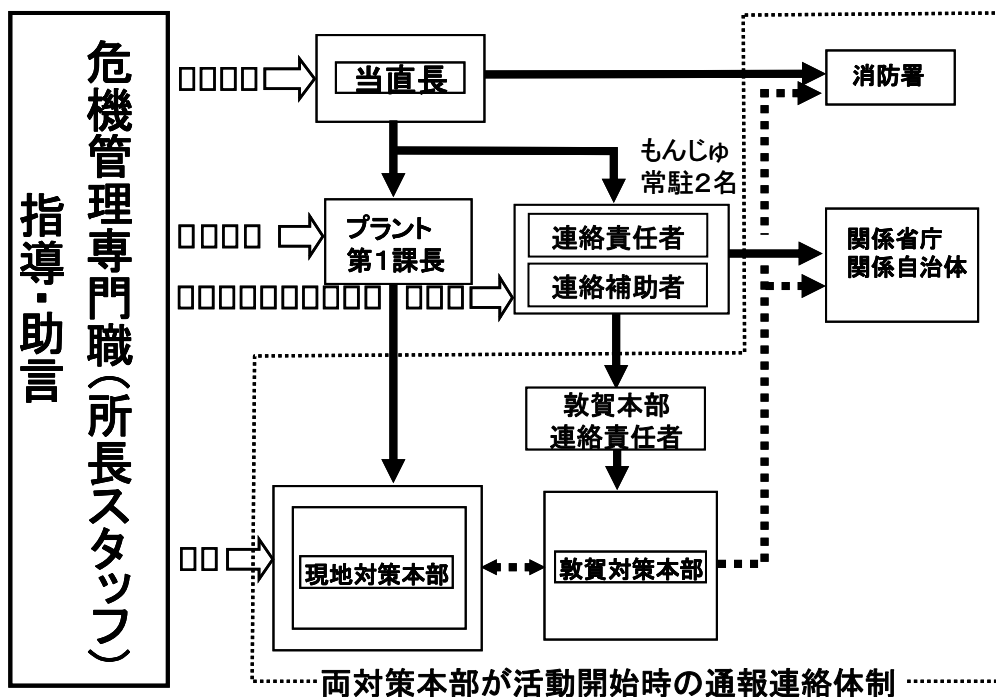 危機管理専門職(所長スタッフ)
指導・助言
当直長
消防署
もんじゅ
常駐2名
プラント
第1課長
連絡責任者
連絡補助者
関係省庁
関係自治体
敦賀本部
連絡責任者
現地対策本部
敦賀対策本部
両対策本部が活動開始時の通報連絡体制